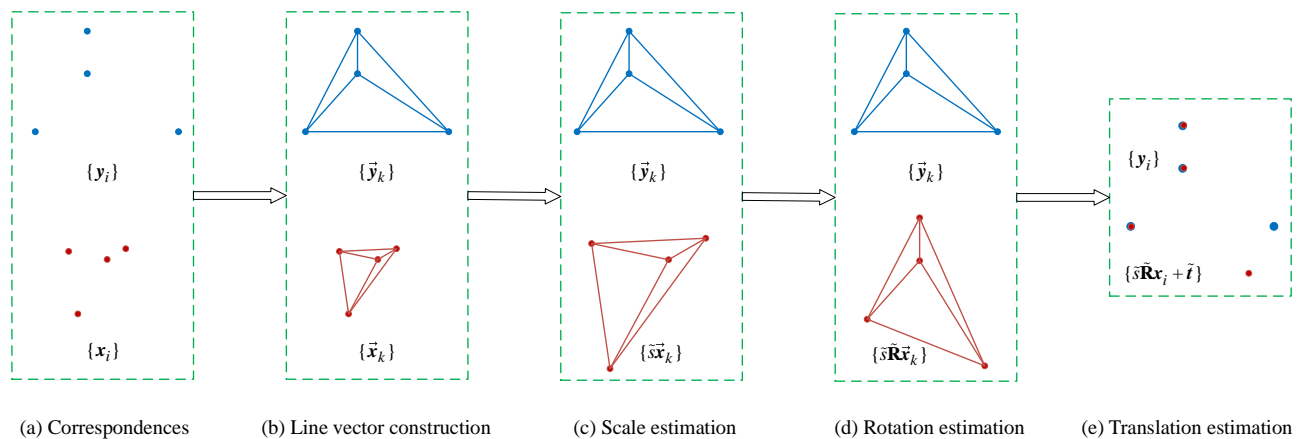 {y_i}
{x_i}
(a) Correspondences
{y⃗_k}
{x⃗_k}
(b) Line vector construction
{y⃗_k}
{s̃x⃗_k}
(c) Scale estimation
{y⃗_k}
{s̃R̃x⃗_k}
(d) Rotation estimation
{y_i}
{s̃R̃x_i + t̃}
(e) Translation estimation